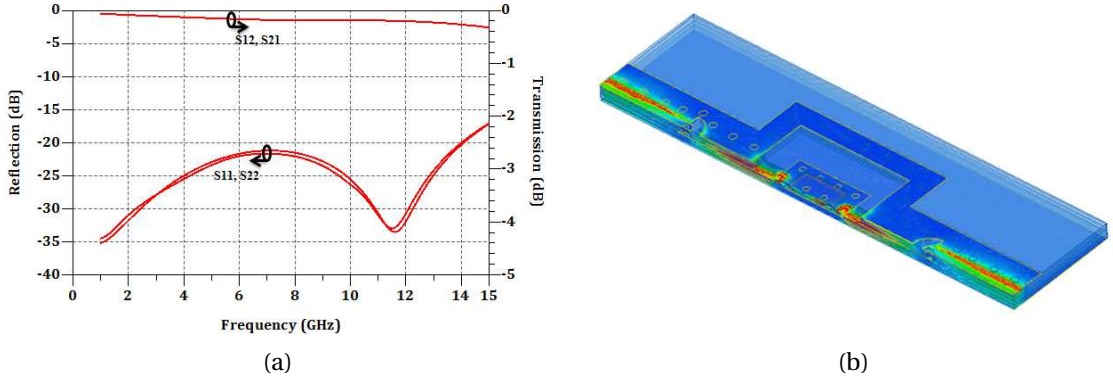 0
-5
-10
-15
-20
-25
-30
-35
-40
Reflection (dB)
0
-1
-2
-3
-4
-5
Transmission (dB)
S12, S21
S11, S22
0 2 4 6 8 10 12 14 15
Frequency (GHz)
(a)
(b)